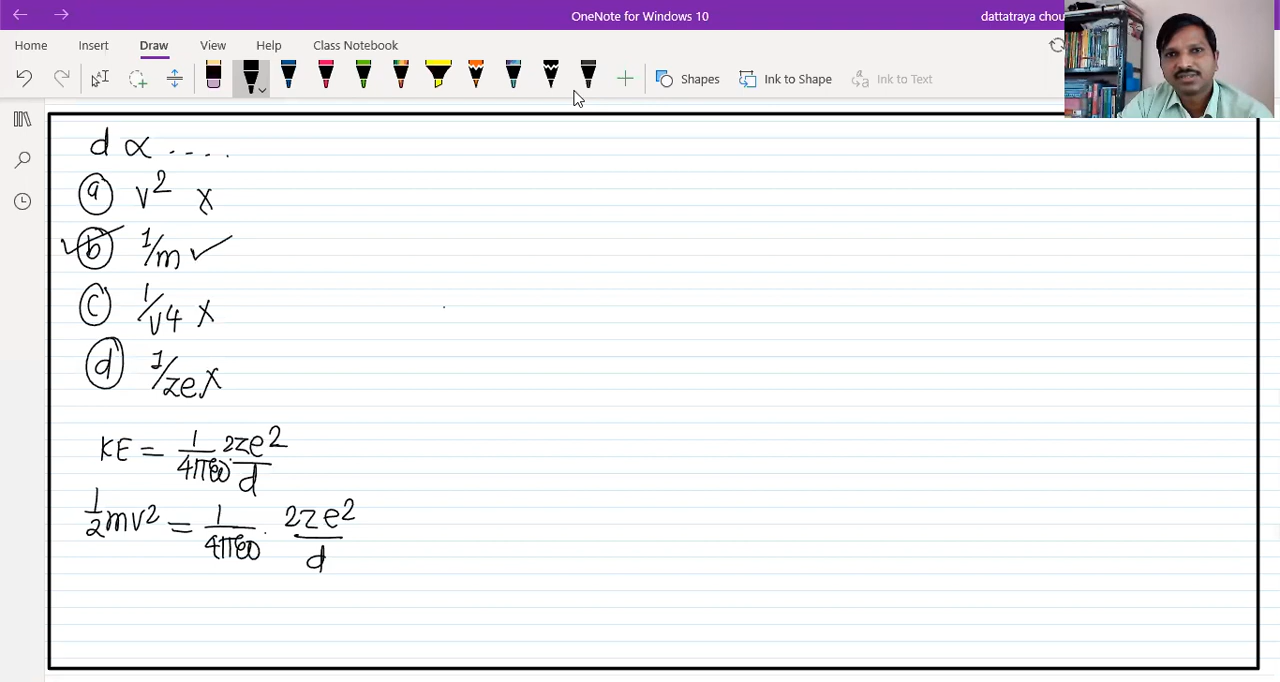 OneNote for Windows 10
dattatraya chou
Home Insert Draw View Help Class Notebook
Shapes Ink to Shape Ink to Text
d ∝ ....
(a) v² x
(b) 1/m ✓
(c) 1/v4 x
(d) 1/ze x
KE = 1/4πε0 2ze²/d
1/2 mv² = 1/4πε0 . 2ze²/d